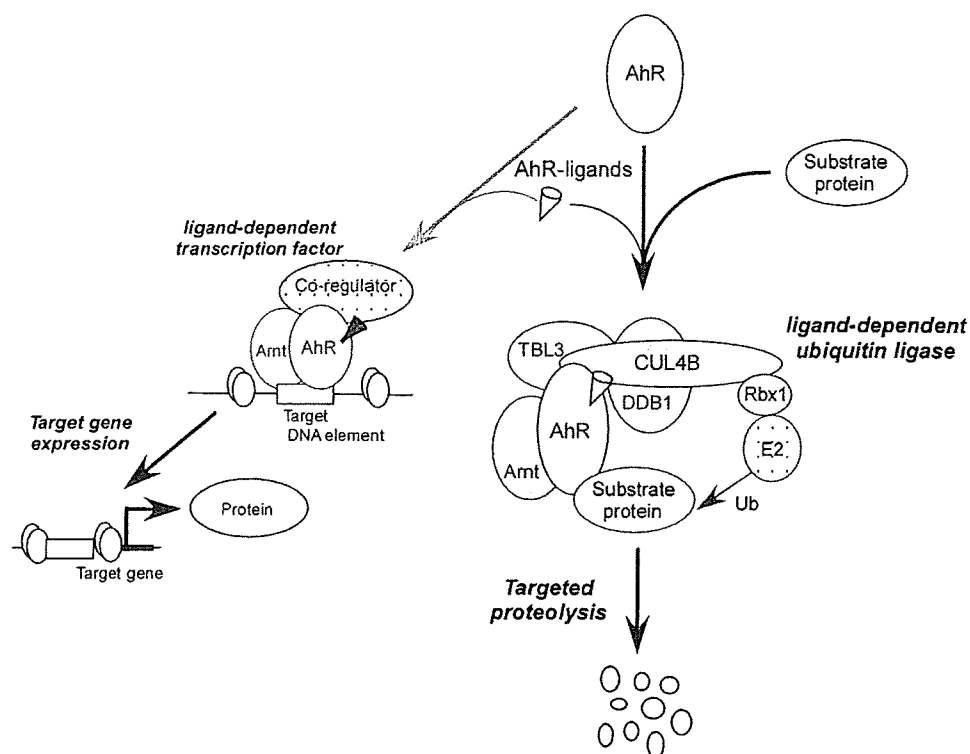 AhR
AhR-ligands
Substrate
protein
ligand-dependent
transcription factor
Co-regulator
Arnt
AhR
Target
DNA element
Target gene
expression
Protein
Target gene
ligand-dependent
ubiquitin ligase
TBL3
CUL4B
DDB1
Rbx1
E2
AhR
Arnt
Substrate
protein
Ub
Targeted
proteolysis